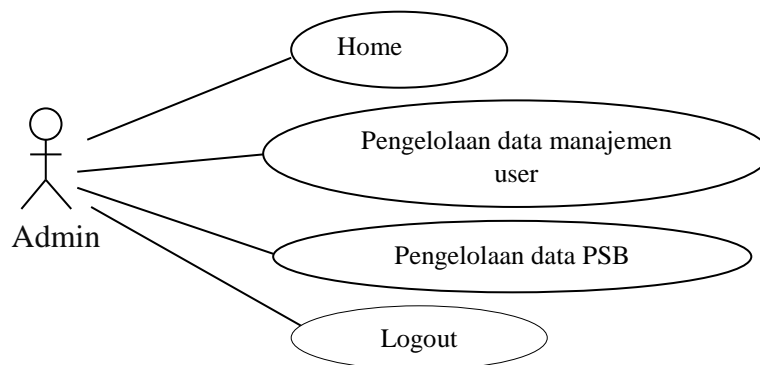 Home
Pengelolaan data manajemen
user
Admin
Pengelolaan data PSB
Logout